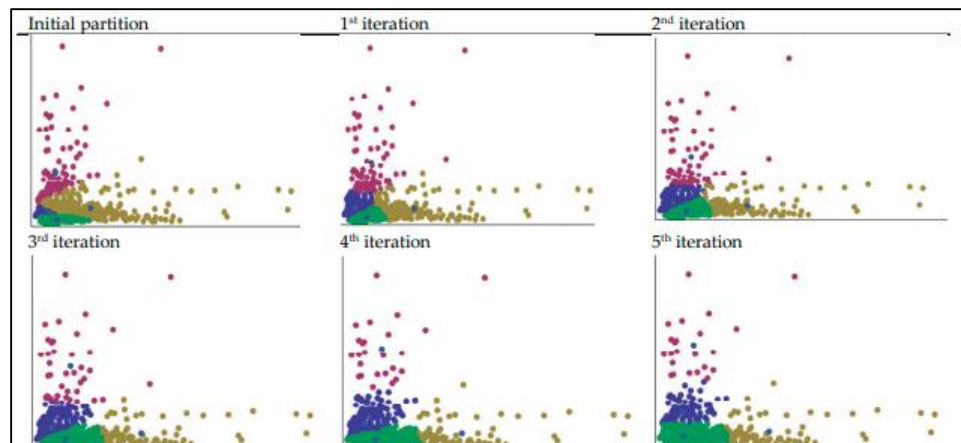 Initial partition
1st iteration
2nd iteration
3rd iteration
4th iteration
5th iteration